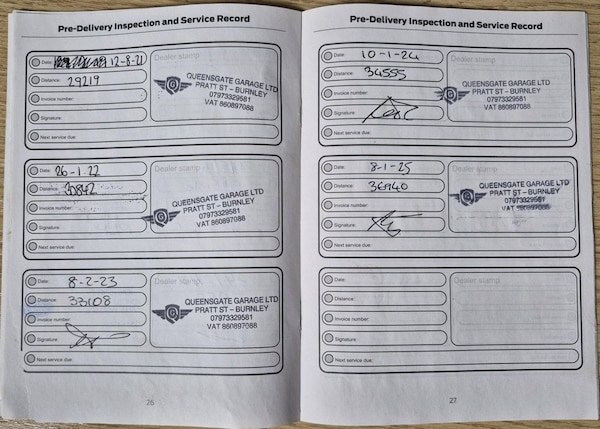 Pre-Delivery Inspection and Service Record
Date: 12-8-21
Distance: 29219
Invoice number:
Signature:
Next service due:
Dealer stamp
QUEENSGATE GARAGE LTD
PRATT ST – BURNLEY
07973329581
VAT 860897088
Date: 26-1-22
Distance: 30842
Invoice number:
Signature:
Next service due:
Dealer stamp
QUEENSGATE GARAGE LTD
PRATT ST – BURNLEY
07973329581
VAT 860897088
Date: 8-2-23
Distance: 33108
Invoice number:
Signature:
Next service due:
Dealer stamp
QUEENSGATE GARAGE LTD
PRATT ST – BURNLEY
07973329581
VAT 860897088
26
Pre-Delivery Inspection and Service Record
Date: 10-1-24
Distance: 34555
Invoice number:
Signature:
Next service due:
Dealer stamp
QUEENSGATE GARAGE LTD
PRATT ST – BURNLEY
07973329581
VAT 860897088
Date: 8-1-25
Distance: 36940
Invoice number:
Signature:
Next service due:
Dealer stamp
QUEENSGATE GARAGE LTD
PRATT ST – BURNLEY
07973329581
VAT 860897088
Date:
Distance:
Invoice number:
Signature:
Next service due:
Dealer stamp
27